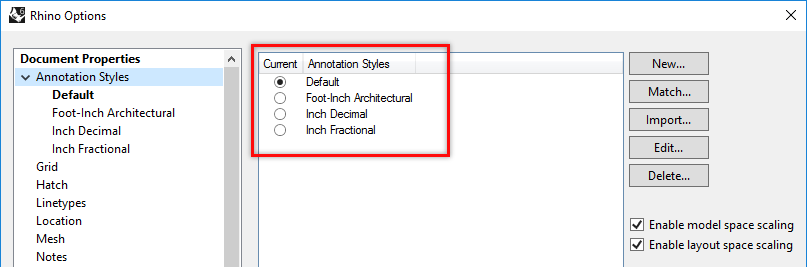 Rhino Options
Document Properties
Annotation Styles
Default
Foot-Inch Architectural
Inch Decimal
Inch Fractional
Grid
Hatch
Linetypes
Location
Mesh
Notes
Current Annotation Styles
Default
Foot-Inch Architectural
Inch Decimal
Inch Fractional
New...
Match...
Import...
Edit...
Delete...
Enable model space scaling
Enable layout space scaling